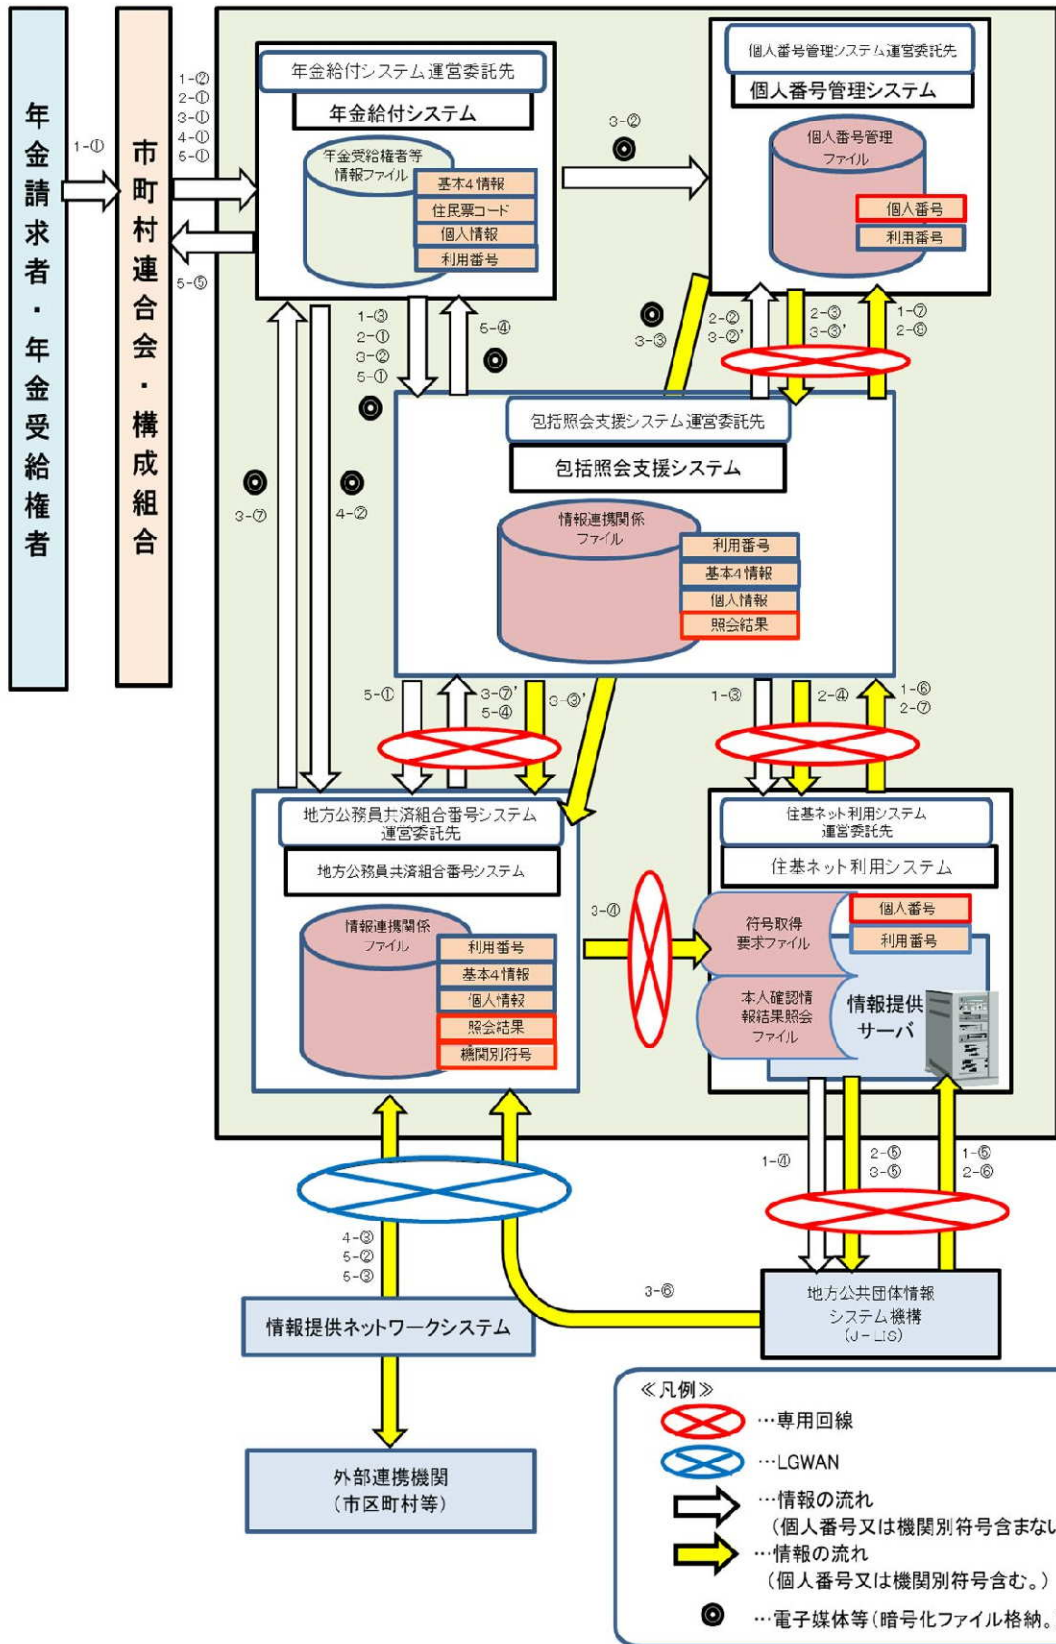 年金請求者・年金受給権者
1-①
市町村連合会・構成組合
1-②
2-①
3-①
4-①
5-①
5-⑤
年金給付システム運営委託先
年金給付システム
年金受給権者等
情報ファイル
基本4情報
住民票コード
個人情報
利用番号
3-②
個人番号管理システム運営委託先
個人番号管理システム
個人番号管理
ファイル
個人番号
利用番号
1-③
2-①
3-②
5-①
5-④
3-③
2-②
3-②'
2-③
3-③'
1-⑦
2-⑧
包括照会支援システム運営委託先
包括照会支援システム
情報連携関係
ファイル
利用番号
基本4情報
個人情報
照会結果
3-⑦
4-②
5-①
3-⑦'
5-④
3-③'
1-③
2-④
1-⑥
2-⑦
地方公務員共済組合番号システム
運営委託先
地方公務員共済組合番号システム
情報連携関係
ファイル
利用番号
基本4情報
個人情報
照会結果
機関別符号
3-④
住基ネット利用システム
運営委託先
住基ネット利用システム
符号取得
要求ファイル
個人番号
利用番号
本人確認情
報結果照会
ファイル
情報提供
サーバ
1-④
2-⑤
3-⑤
1-⑤
2-⑥
4-③
5-②
5-③
3-⑥
情報提供ネットワークシステム
地方公共団体情報
システム機構
(J-LIS)
外部連携機関
(市区町村等)
≪凡例≫
…専用回線
…LGWAN
…情報の流れ
(個人番号又は機関別符号含まない
…情報の流れ
(個人番号又は機関別符号含む。)
…電子媒体等(暗号化ファイル格納。